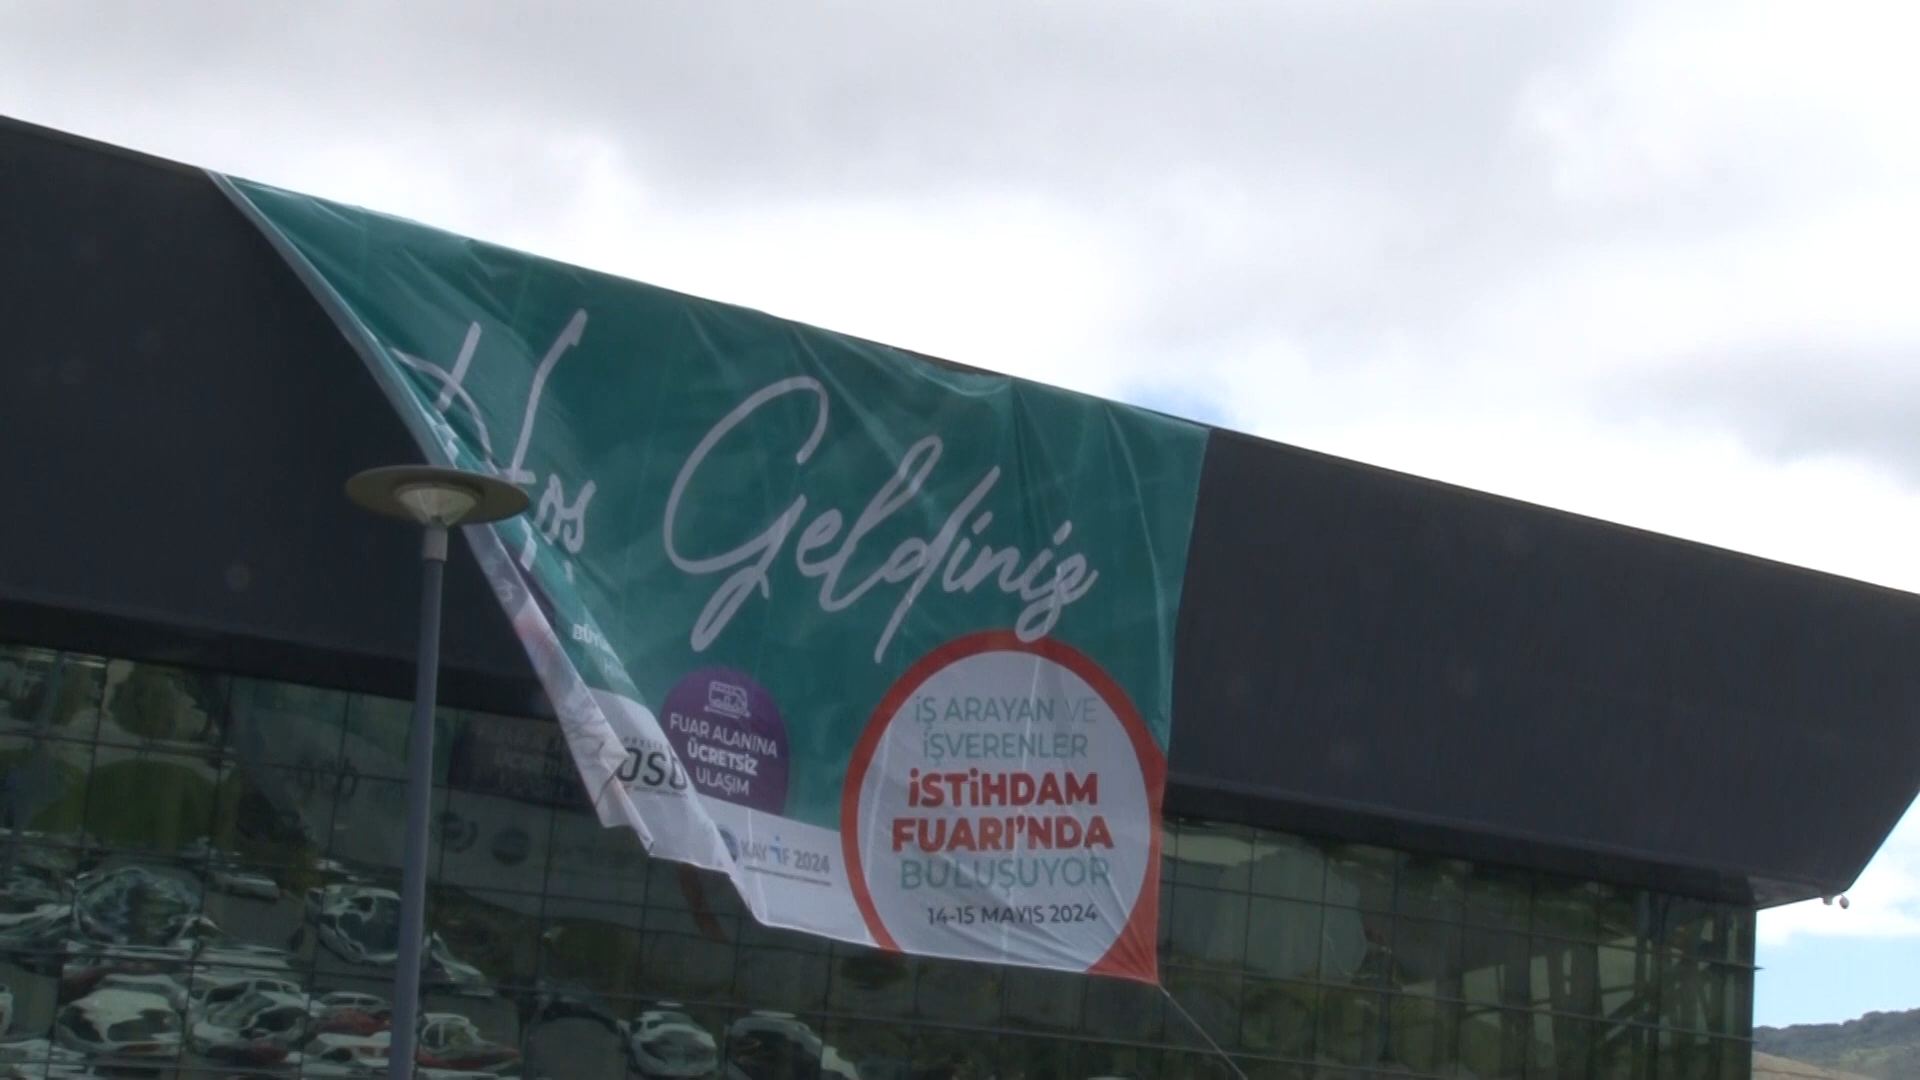 Hoş Geldiniz
FUAR ALANINA
ÜCRETSİZ
ULAŞIM
İŞ ARAYAN VE
İŞVERENLER
İSTİHDAM
FUARI'NDA
BULUŞUYOR
14-15 MAYIS 2024
2024